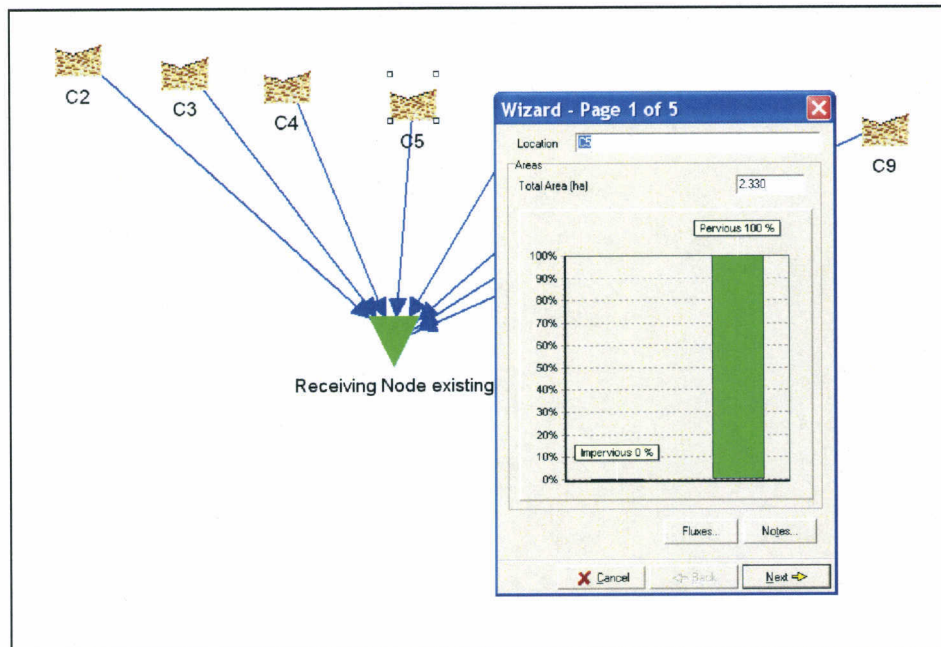 C2
C3
C4
C5
C9
Receiving Node existing
Wizard - Page 1 of 5
Location C5
Areas
Total Area (ha) 2.330
Pervious 100 %
100%
90%
80%
70%
60%
50%
40%
30%
20%
10%
0%
Impervious 0 %
Fluxes...
Notes...
Cancel
Back
Next